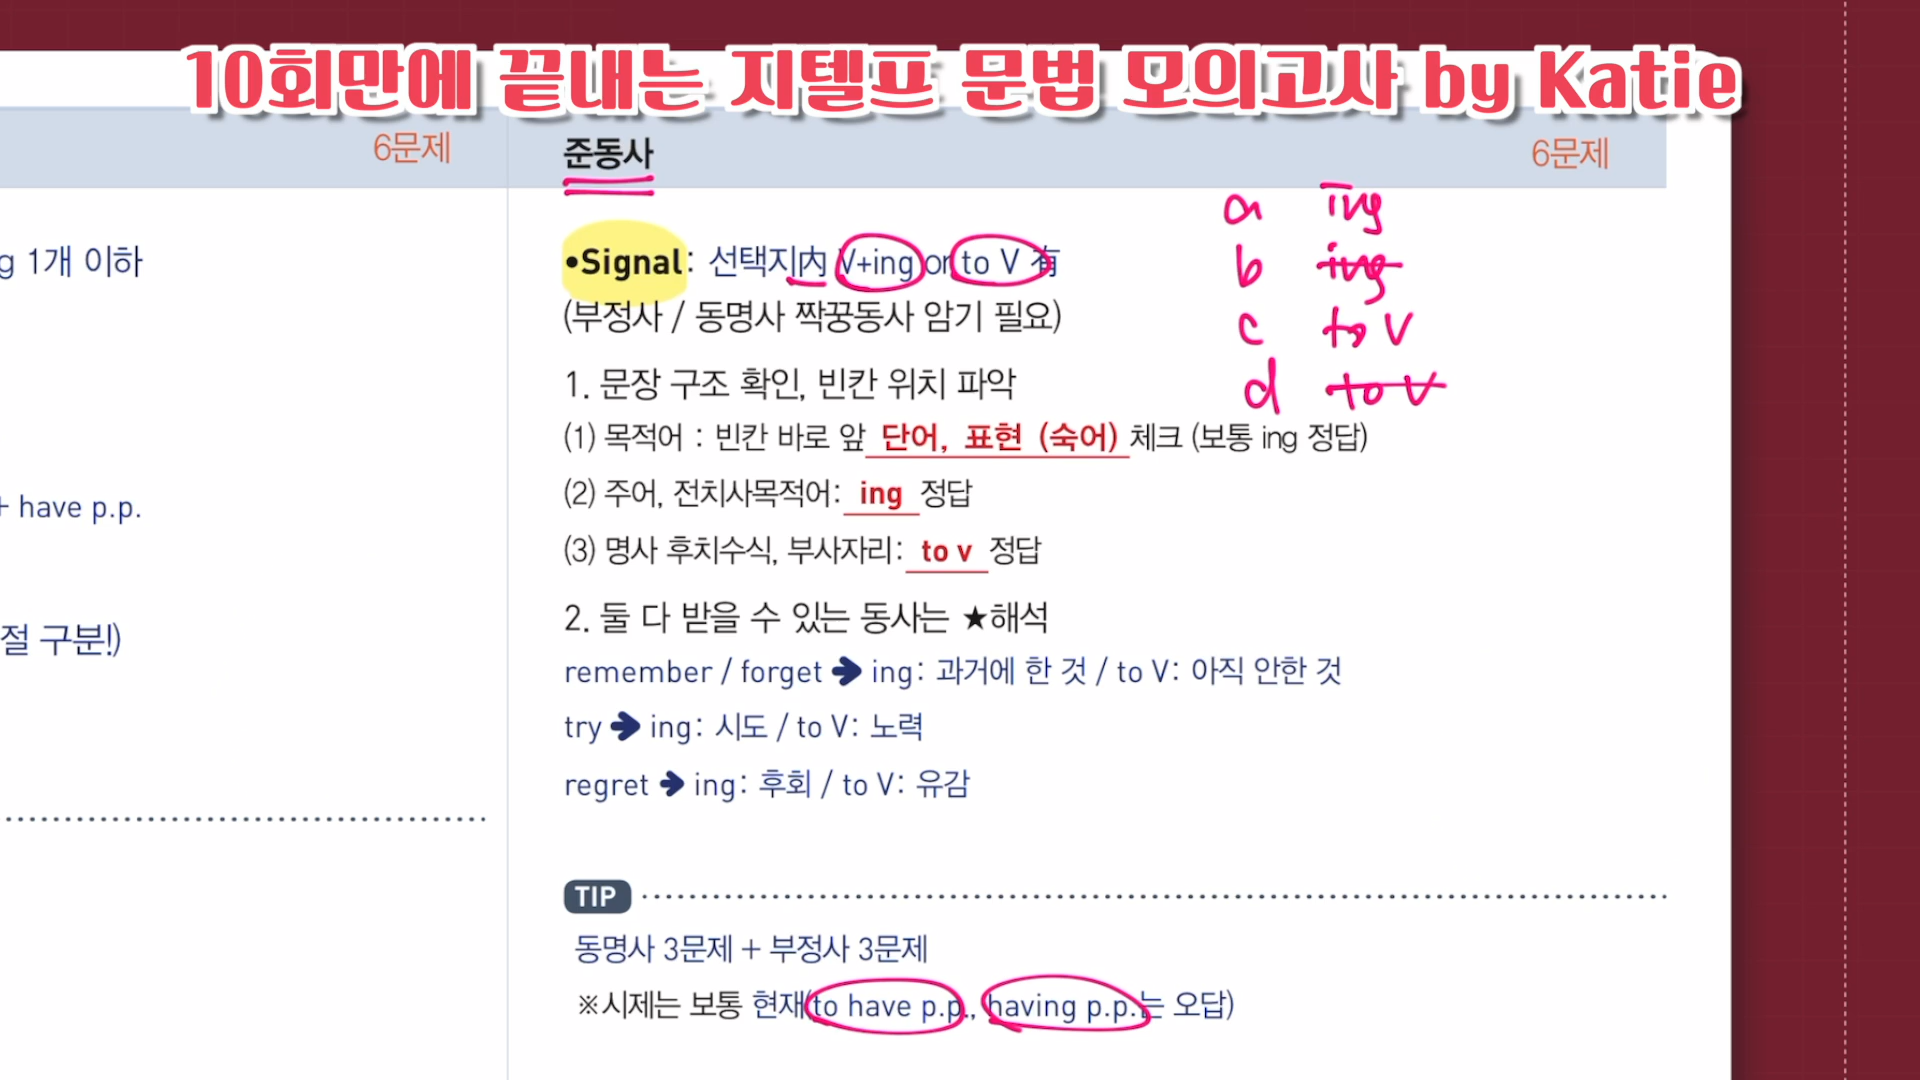 10회만에 끝내는 지텔프 문법 모의고사 by Katie
6문제
g 1개 이하
+ have p.p.
절 구분!)
준동사 6문제
•Signal: 선택지內 V+ing or to V 有
(부정사 / 동명사 짝꿍동사 암기 필요)
1. 문장 구조 확인, 빈칸 위치 파악
(1) 목적어 : 빈칸 바로 앞 단어, 표현 (숙어) 체크 (보통 ing 정답)
(2) 주어, 전치사목적어: ing 정답
(3) 명사 후치수식, 부사자리: to v 정답
2. 둘 다 받을 수 있는 동사는 ★해석
remember / forget ➔ ing: 과거에 한 것 / to V: 아직 안한 것
try ➔ ing: 시도 / to V: 노력
regret ➔ ing: 후회 / to V: 유감
TIP
동명사 3문제 + 부정사 3문제
※시제는 보통 현재(to have p.p., having p.p.는 오답)
a ing
b ing
c to V
d to V